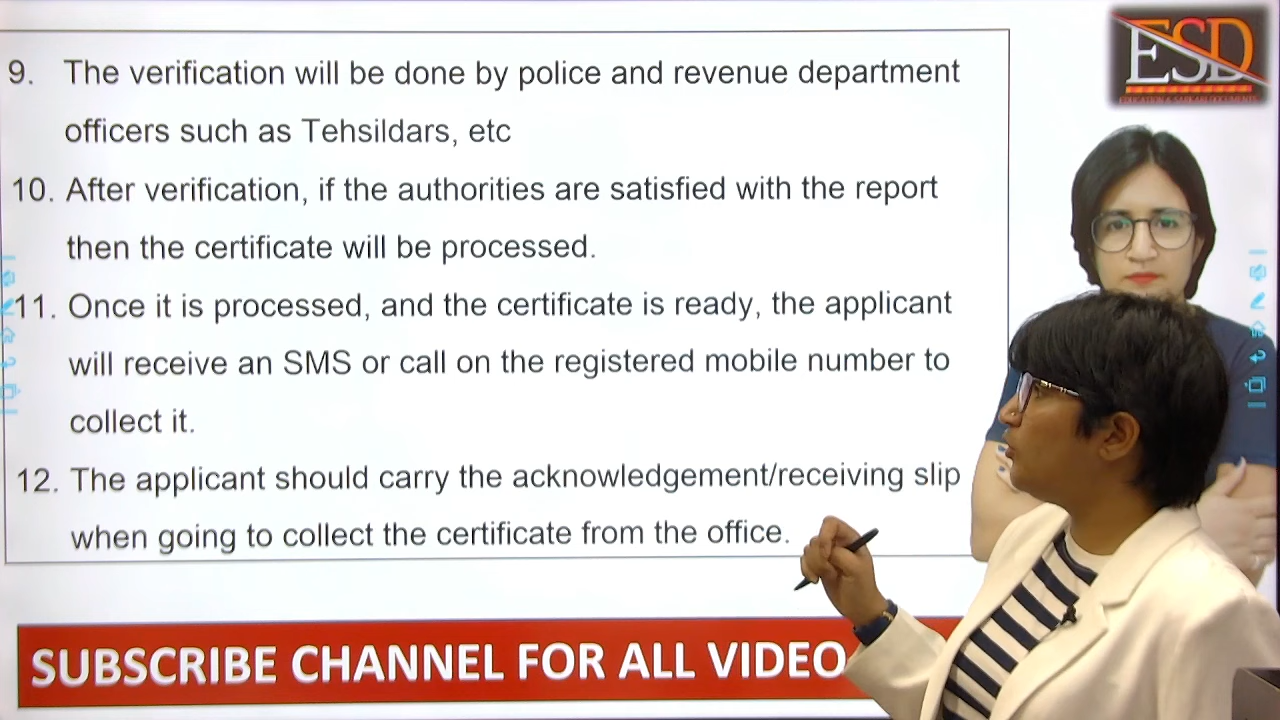 9. The verification will be done by police and revenue department
officers such as Tehsildars, etc
10. After verification, if the authorities are satisfied with the report
then the certificate will be processed.
11. Once it is processed, and the certificate is ready, the applicant
will receive an SMS or call on the registered mobile number to
collect it.
12. The applicant should carry the acknowledgement/receiving slip
when going to collect the certificate from the office.
SUBSCRIBE CHANNEL FOR ALL VIDEO
ESD